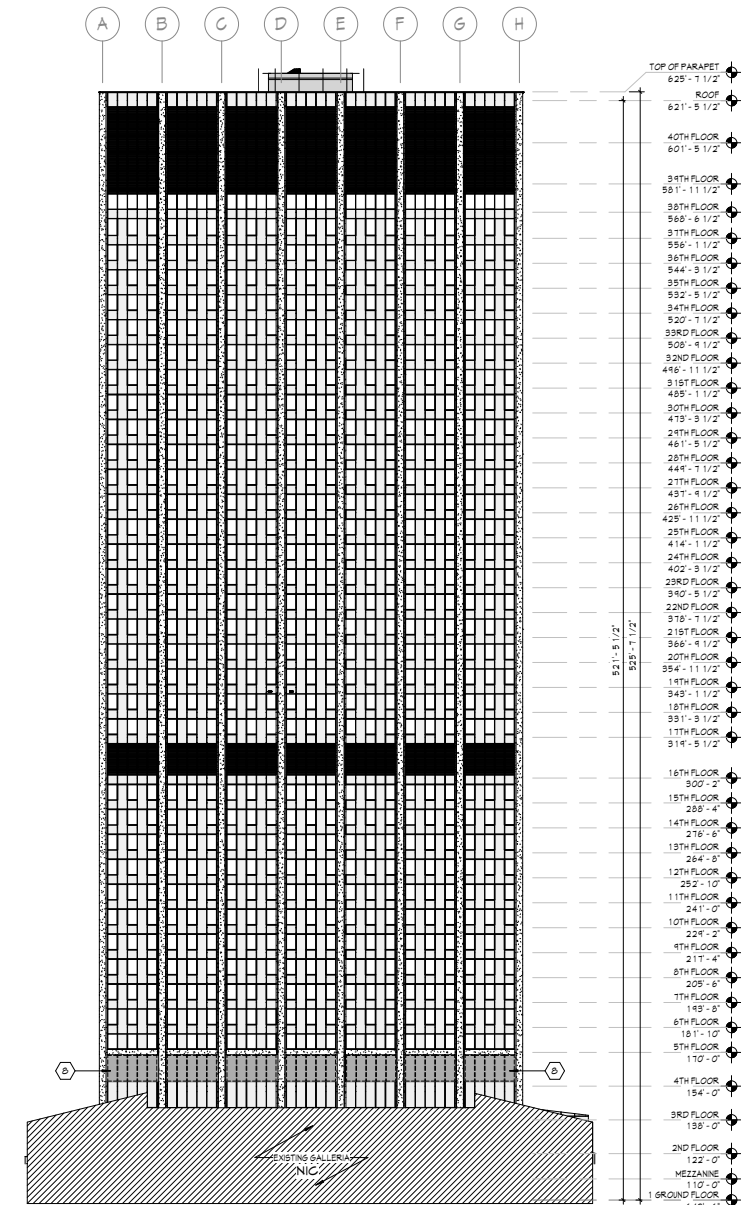 A B C D E F G H
TOP OF PARAPET
625' - 7 1/2"
ROOF
621' - 5 1/2"
40TH FLOOR
601' - 5 1/2"
39TH FLOOR
581' - 11 1/2"
38TH FLOOR
568' - 6 1/2"
37TH FLOOR
556' - 1 1/2"
36TH FLOOR
544' - 3 1/2"
35TH FLOOR
532' - 5 1/2"
34TH FLOOR
520' - 7 1/2"
33RD FLOOR
508' - 9 1/2"
32ND FLOOR
496' - 11 1/2"
31ST FLOOR
485' - 1 1/2"
30TH FLOOR
473' - 3 1/2"
29TH FLOOR
461' - 5 1/2"
28TH FLOOR
449' - 7 1/2"
27TH FLOOR
437' - 9 1/2"
26TH FLOOR
425' - 11 1/2"
25TH FLOOR
414' - 1 1/2"
24TH FLOOR
402' - 3 1/2"
23RD FLOOR
390' - 5 1/2"
22ND FLOOR
378' - 7 1/2"
21ST FLOOR
366' - 9 1/2"
20TH FLOOR
354' - 11 1/2"
19TH FLOOR
343' - 1 1/2"
18TH FLOOR
331' - 3 1/2"
17TH FLOOR
319' - 5 1/2"
521' - 5 1/2"
525' - 7 1/2"
16TH FLOOR
300' - 2"
15TH FLOOR
288' - 4"
14TH FLOOR
276' - 6"
13TH FLOOR
264' - 8"
12TH FLOOR
252' - 10"
11TH FLOOR
241' - 0"
10TH FLOOR
229' - 2"
9TH FLOOR
217' - 4"
8TH FLOOR
205' - 6"
7TH FLOOR
193' - 8"
6TH FLOOR
181' - 10"
5TH FLOOR
170' - 0"
8 8
4TH FLOOR
154' - 0"
3RD FLOOR
138' - 0"
2ND FLOOR
122' - 0"
EXISTING GALLERIA
NIC
MEZZANINE
110' - 0"
1 GROUND FLOOR